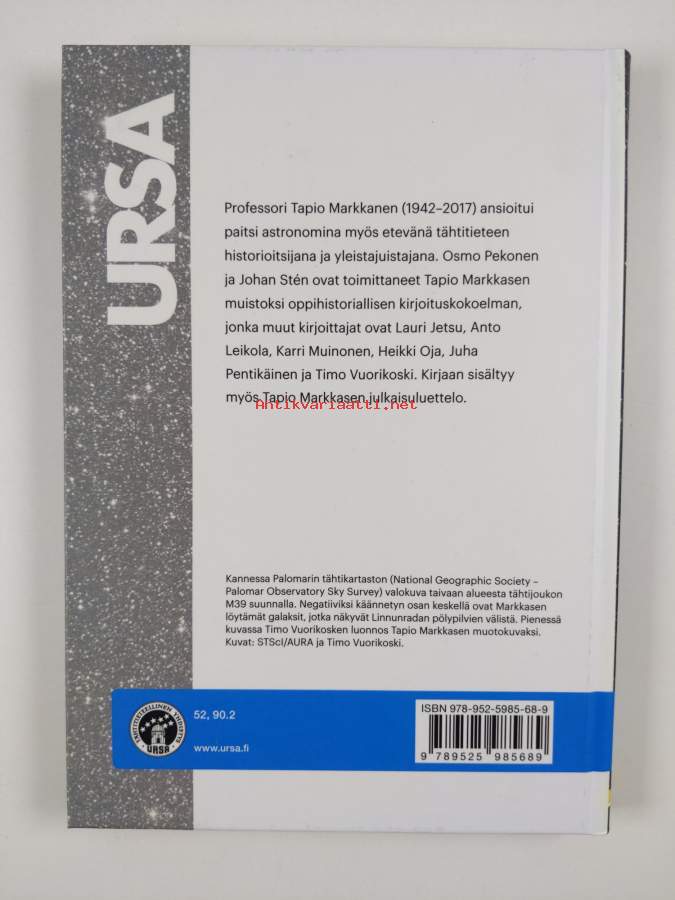 URSA
Professori Tapio Markkanen (1942–2017) ansioitui
paitsi astronomina myös etevänä tähtitieteen
historioitsijana ja yleistajuistajana. Osmo Pekonen
ja Johan Stén ovat toimittaneet Tapio Markkasen
muistoksi oppihistoriallisen kirjoituskokoelman,
jonka muut kirjoittajat ovat Lauri Jetsu, Anto
Leikola, Karri Muinonen, Heikki Oja, Juha
Pentikäinen ja Timo Vuorikoski. Kirjaan sisältyy
myös Tapio Markkasen julkaisuluettelo.
Antikvariaatti.net
Kannessa Palomarin tähtikartaston (National Geographic Society –
Palomar Observatory Sky Survey) valokuva taivaan alueesta tähtijoukon
M39 suunnalla. Negatiiviksi käännetyn osan keskellä ovat Markkasen
löytämät galaksit, jotka näkyvät Linnunradan pölypilvien välistä. Pienessä
kuvassa Timo Vuorikosken luonnos Tapio Markkasen muotokuvaksi.
Kuvat: STScI/AURA ja Timo Vuorikoski.
TÄHTITIETEELLINEN YHDISTYS
URSA
52, 90.2
www.ursa.fi
ISBN 978-952-5985-68-9
9 789525 985689